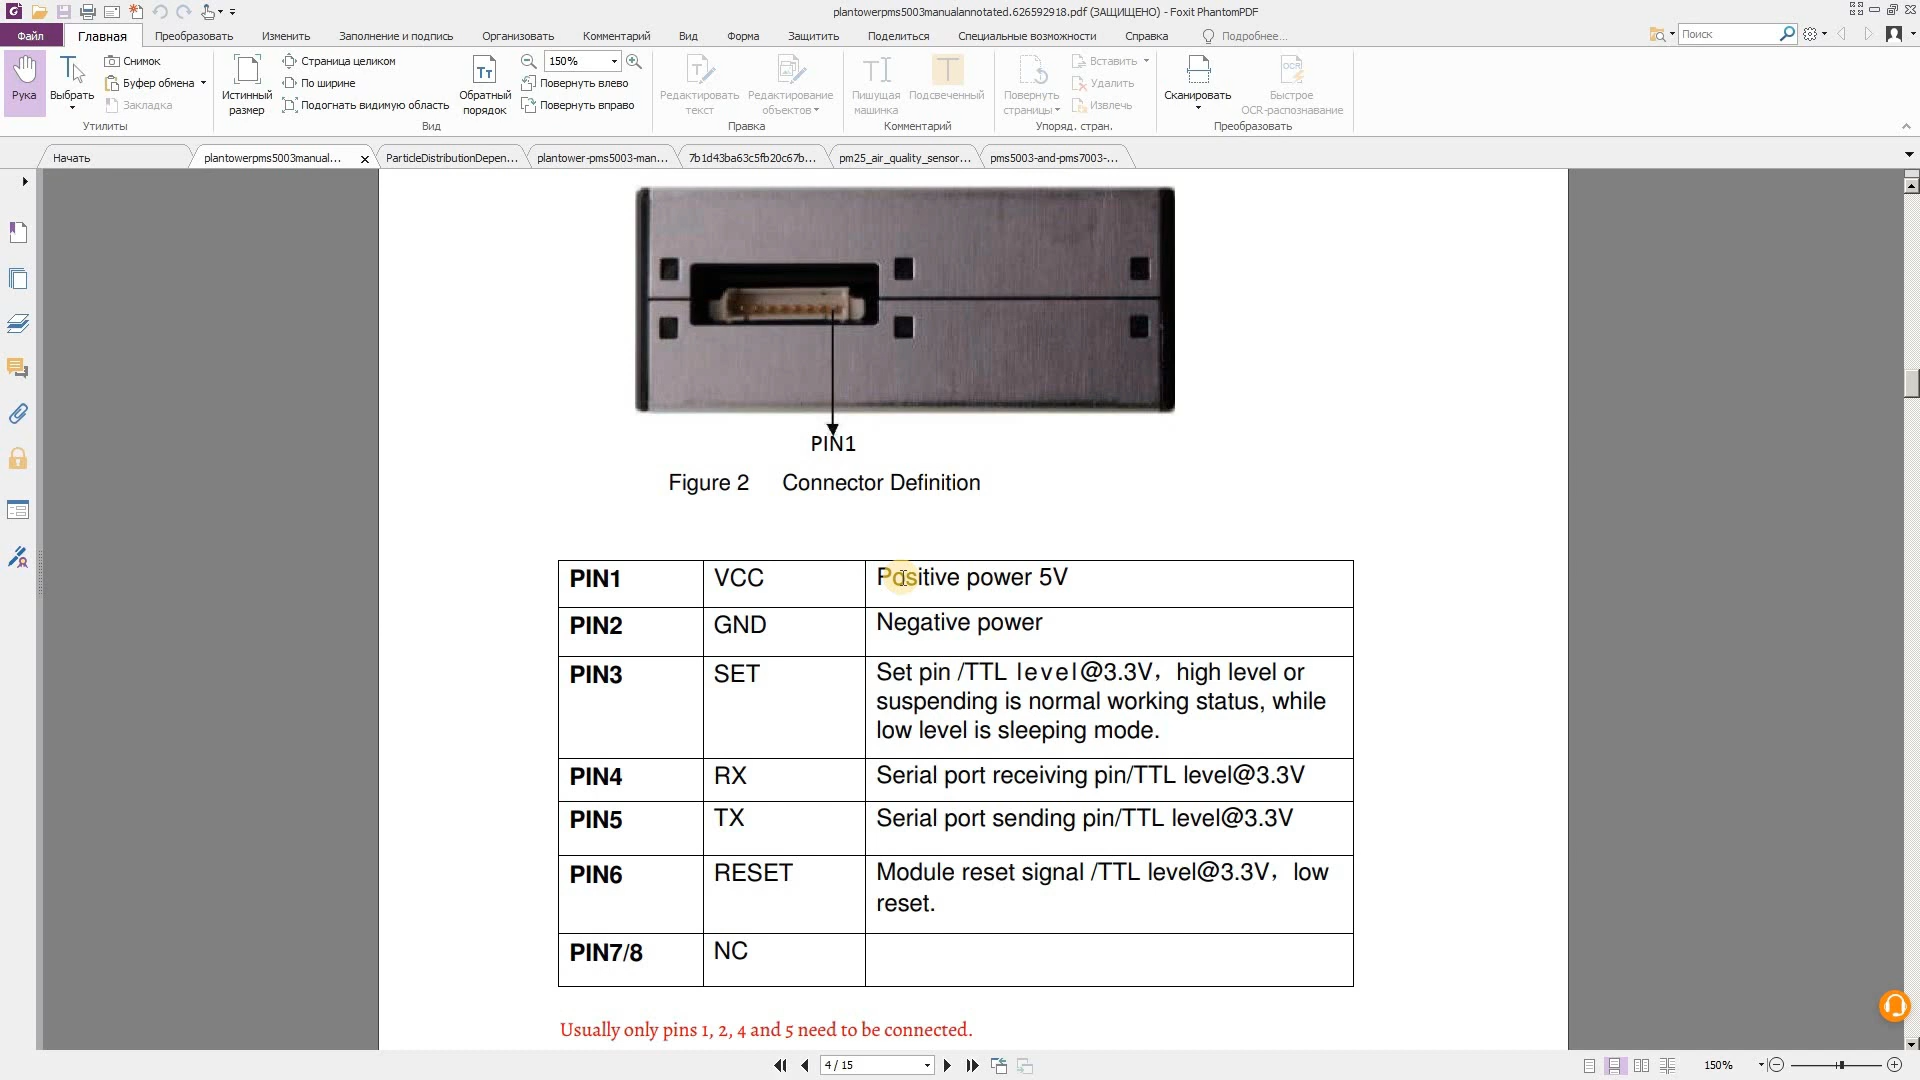 plantowerpms5003manualannotated.626592918.pdf (ЗАЩИЩЕНО) - Foxit PhantomPDF
Файл Главная Преобразовать Изменить Заполнение и подпись Организовать Комментарий Вид Форма Защитить Поделиться Специальные возможности Справка Подробнее... Поиск
Рука
Выбрать
Снимок
Буфер обмена
Закладка
Утилиты
Истинный размер
Страница целиком
По ширине
Подогнать видимую область
Обратный порядок
150%
Повернуть влево
Повернуть вправо
Вид
Редактировать текст
Редактирование объектов
Правка
Пишущая машинка
Подсвеченный
Комментарий
Повернуть страницы
Вставить
Удалить
Извлечь
Упоряд. стран.
Сканировать
OCR
Быстрое OCR-распознавание
Преобразовать
Начать plantowerpms5003manual... ParticleDistributionDepen... plantower-pms5003-man... 7b1d43ba63c5fb20c67b... pm25_air_quality_sensor... pms5003-and-pms7003-...
PIN1
Figure 2 Connector Definition
PIN1 VCC Positive power 5V
PIN2 GND Negative power
PIN3 SET Set pin /TTL level@3.3V，high level or
suspending is normal working status, while
low level is sleeping mode.
PIN4 RX Serial port receiving pin/TTL level@3.3V
PIN5 TX Serial port sending pin/TTL level@3.3V
PIN6 RESET Module reset signal /TTL level@3.3V，low
reset.
PIN7/8 NC
Usually only pins 1, 2, 4 and 5 need to be connected.
4 / 15
150%